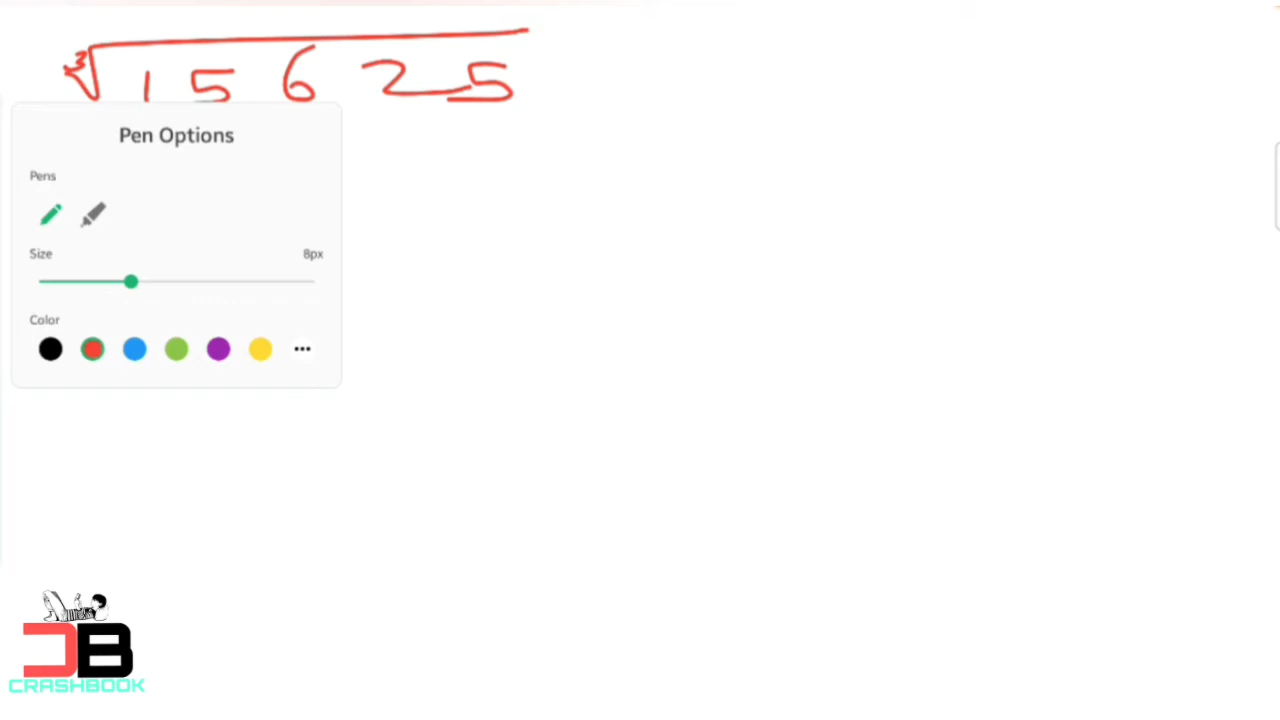 ∛15625
Pen Options
Pens
Size 8px
Color
CRASHBOOK